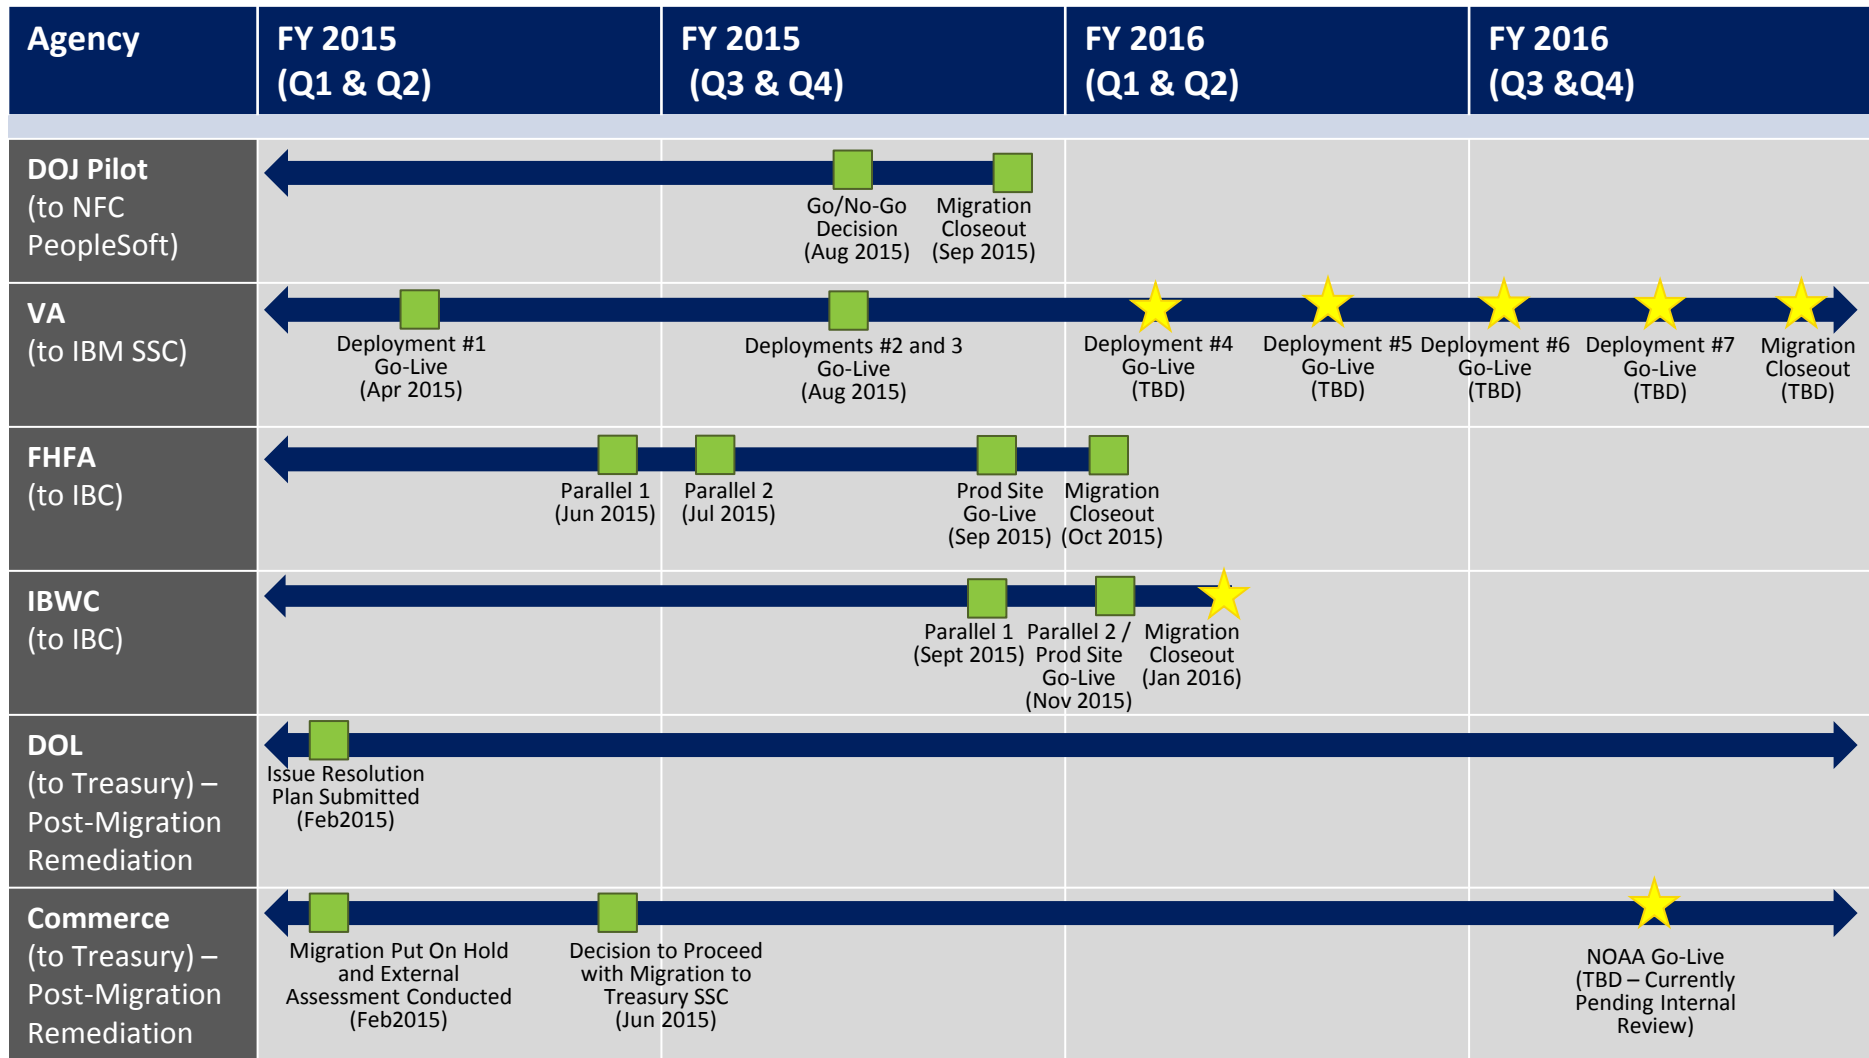 Agency
FY 2015
(Q1 & Q2)
FY 2015
(Q3 & Q4)
FY 2016
(Q1 & Q2)
FY 2016
(Q3 &Q4)
DOJ Pilot
(to NFC
PeopleSoft)
Go/No-Go
Decision
(Aug 2015)
Migration
Closeout
(Sep 2015)
VA
(to IBM SSC)
Deployment #1
Go-Live
(Apr 2015)
Deployments #2 and 3
Go-Live
(Aug 2015)
Deployment #4
Go-Live
(TBD)
Deployment #5
Go-Live
(TBD)
Deployment #6
Go-Live
(TBD)
Deployment #7
Go-Live
(TBD)
Migration
Closeout
(TBD)
FHFA
(to IBC)
Parallel 1
(Jun 2015)
Parallel 2
(Jul 2015)
Prod Site
Go-Live
(Sep 2015)
Migration
Closeout
(Oct 2015)
IBWC
(to IBC)
Parallel 1
(Sept 2015)
Parallel 2 /
Prod Site
Go-Live
(Nov 2015)
Migration
Closeout
(Jan 2016)
DOL
(to Treasury) –
Post-Migration
Remediation
Issue Resolution
Plan Submitted
(Feb2015)
Commerce
(to Treasury) –
Post-Migration
Remediation
Migration Put On Hold
and External
Assessment Conducted
(Feb2015)
Decision to Proceed
with Migration to
Treasury SSC
(Jun 2015)
NOAA Go-Live
(TBD – Currently
Pending Internal
Review)